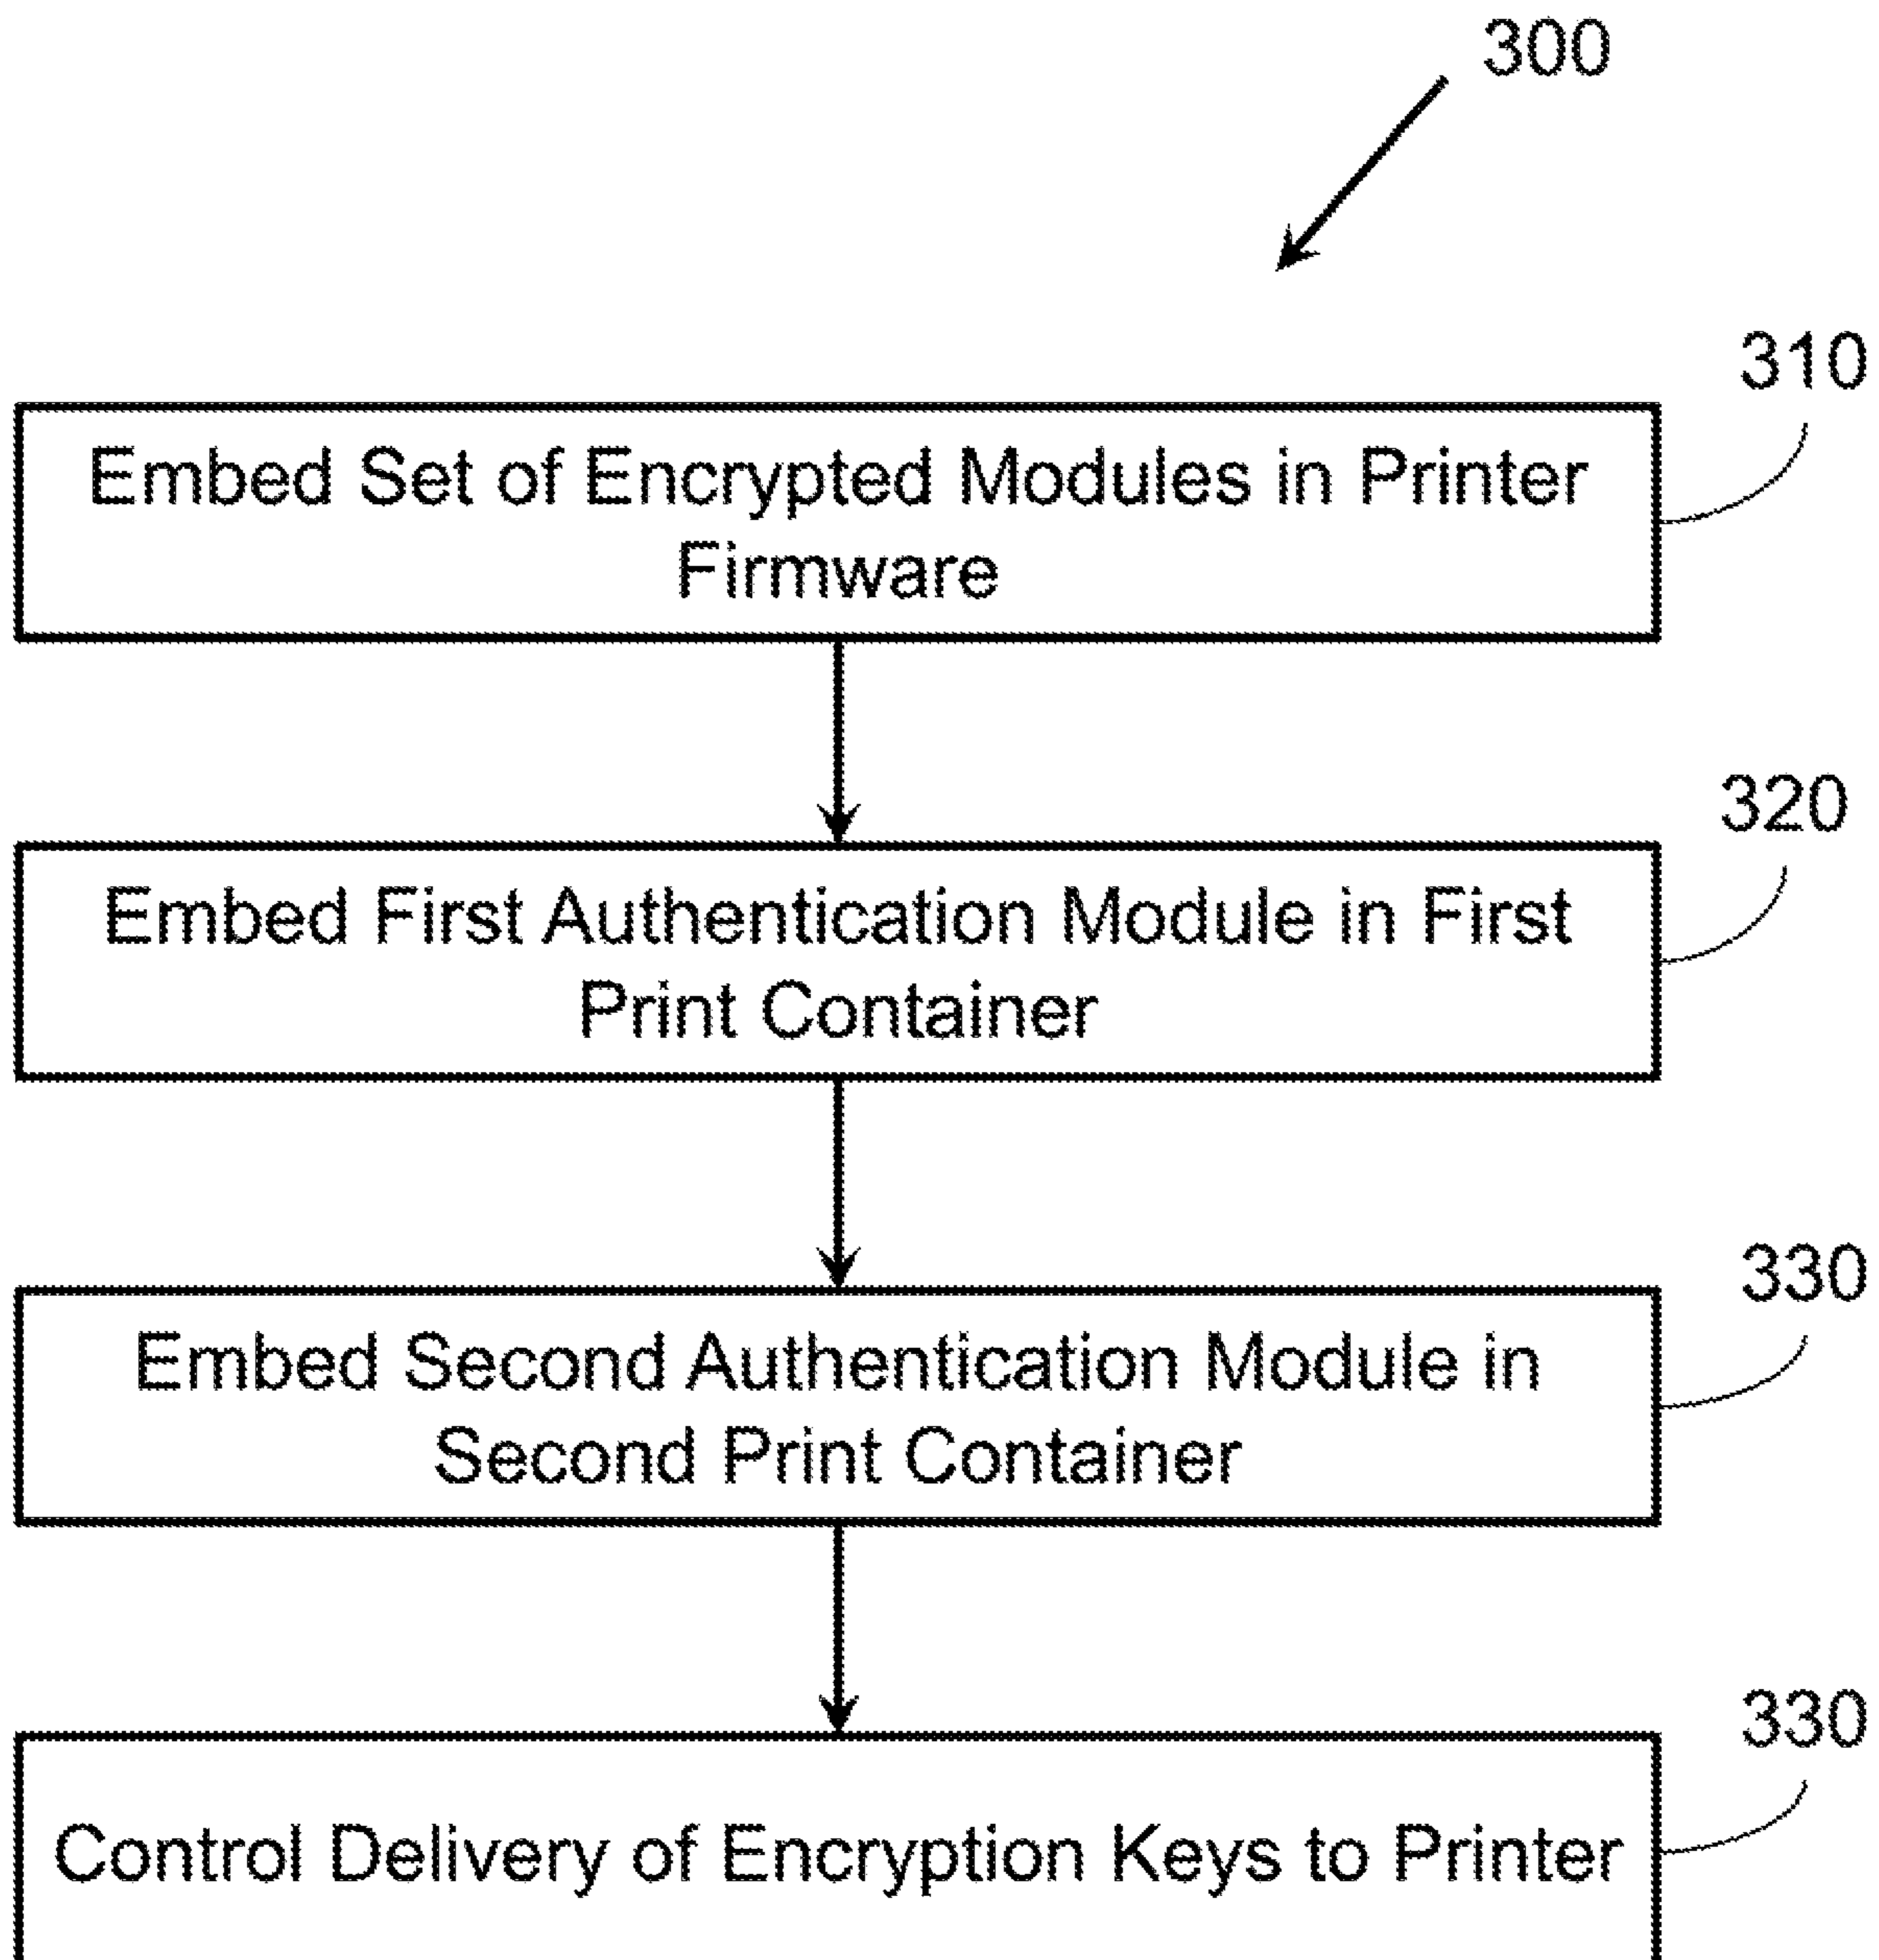 300
310
Embed Set of Encrypted Modules in Printer
Firmware
320
Embed First Authentication Module in First
Print Container
330
Embed Second Authentication Module in
Second Print Container
330
Control Delivery of Encryption Keys to Printer